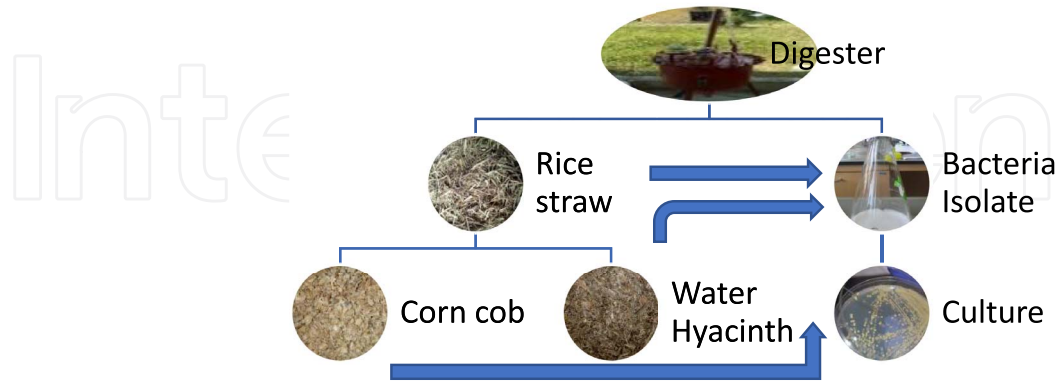 Digester
Rice
straw
Bacteria
Isolate
Corn cob
Water
Hyacinth
Culture